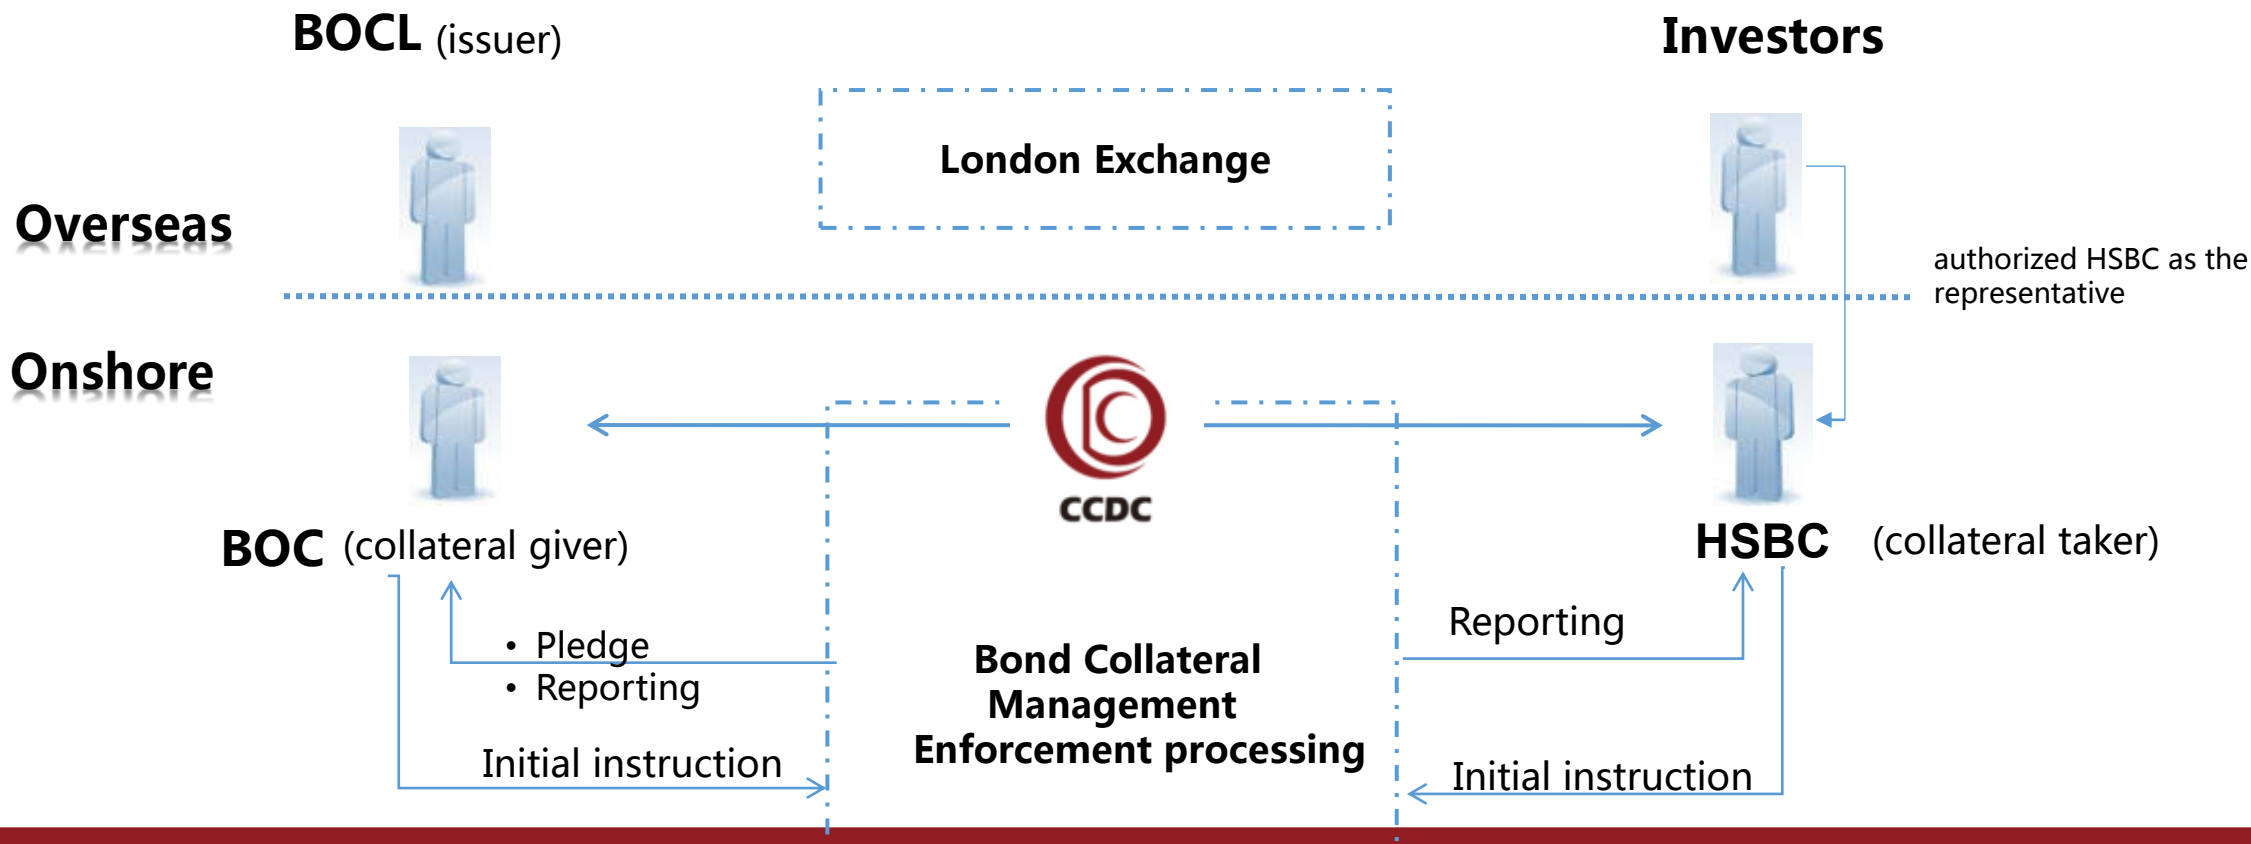 BOCL (issuer)
Investors
London Exchange
Overseas
authorized HSBC as the
representative
Onshore
CCDC
BOC (collateral giver)
HSBC (collateral taker)
• Pledge
• Reporting
Reporting
Bond Collateral
Management
Enforcement processing
Initial instruction
Initial instruction